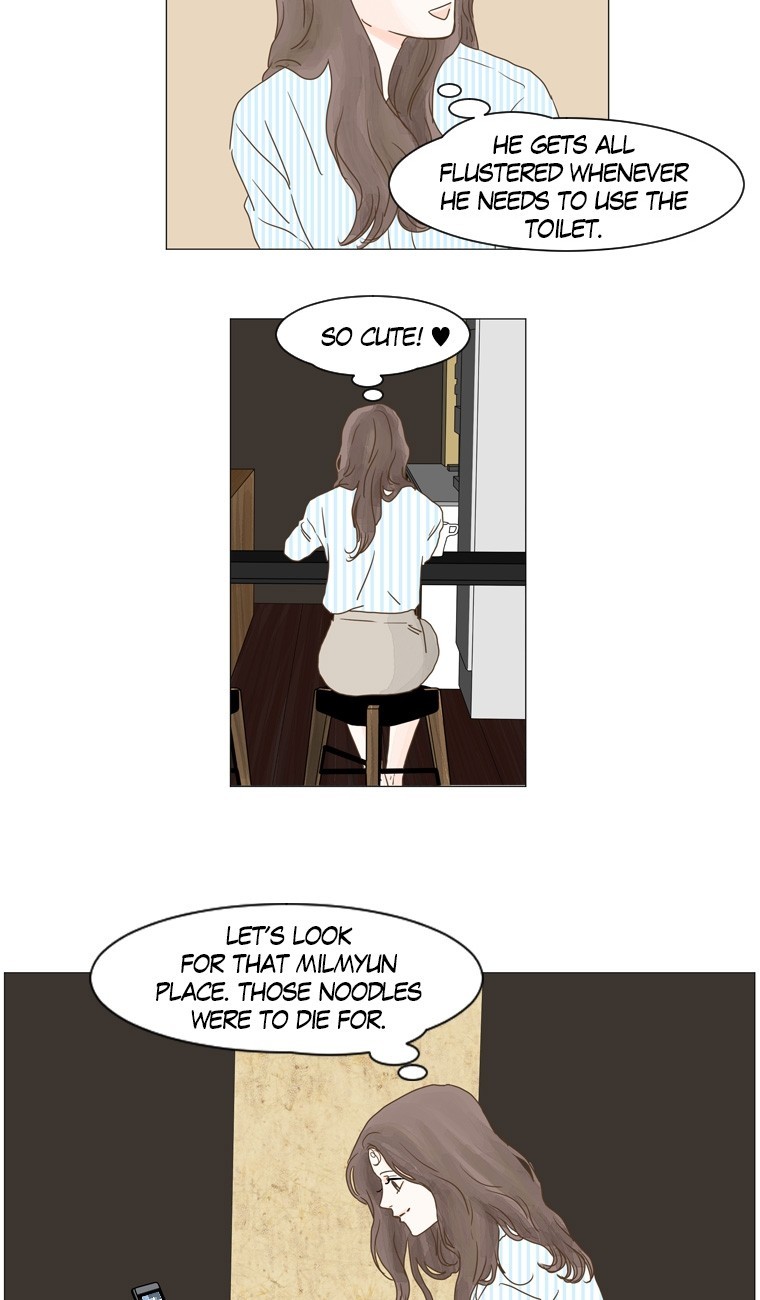 HE GETS ALL
FLUSTERED WHENEVER
HE NEEDS TO USE THE
TOILET.
SO CUTE! ♥
LET'S LOOK
FOR THAT MILMYUN
PLACE. THOSE NOODLES
WERE TO DIE FOR.